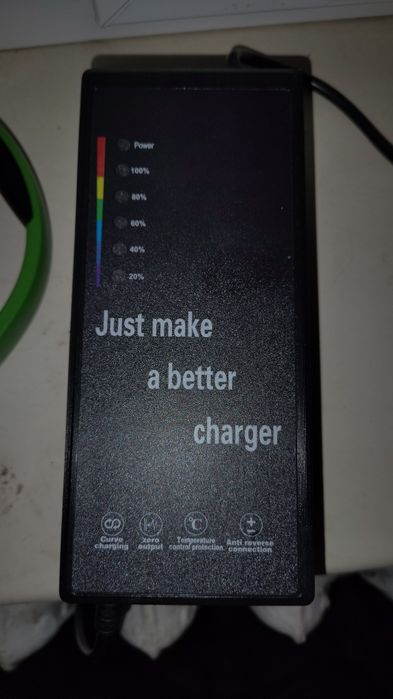 Power
100%
80%
60%
40%
20%
Just make
a better
charger
Curve
charging
zero
output
Temperature
control protection
Anti reverse
connection